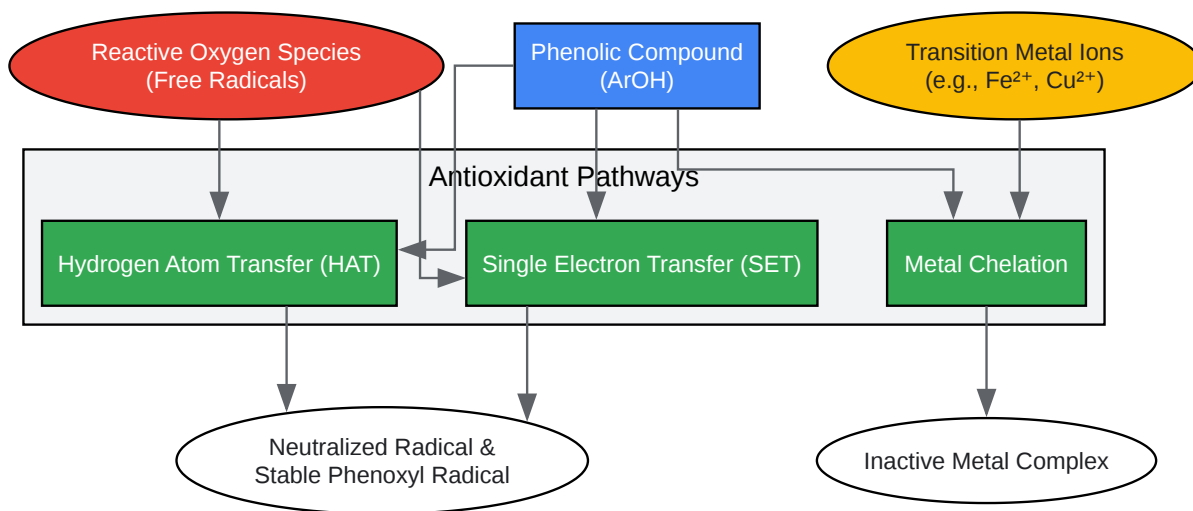 Reactive Oxygen Species
(Free Radicals)
Phenolic Compound
(ArOH)
Transition Metal Ions
(e.g., Fe²⁺, Cu²⁺)
Antioxidant Pathways
Hydrogen Atom Transfer (HAT)
Single Electron Transfer (SET)
Metal Chelation
Neutralized Radical &
Stable Phenoxyl Radical
Inactive Metal Complex